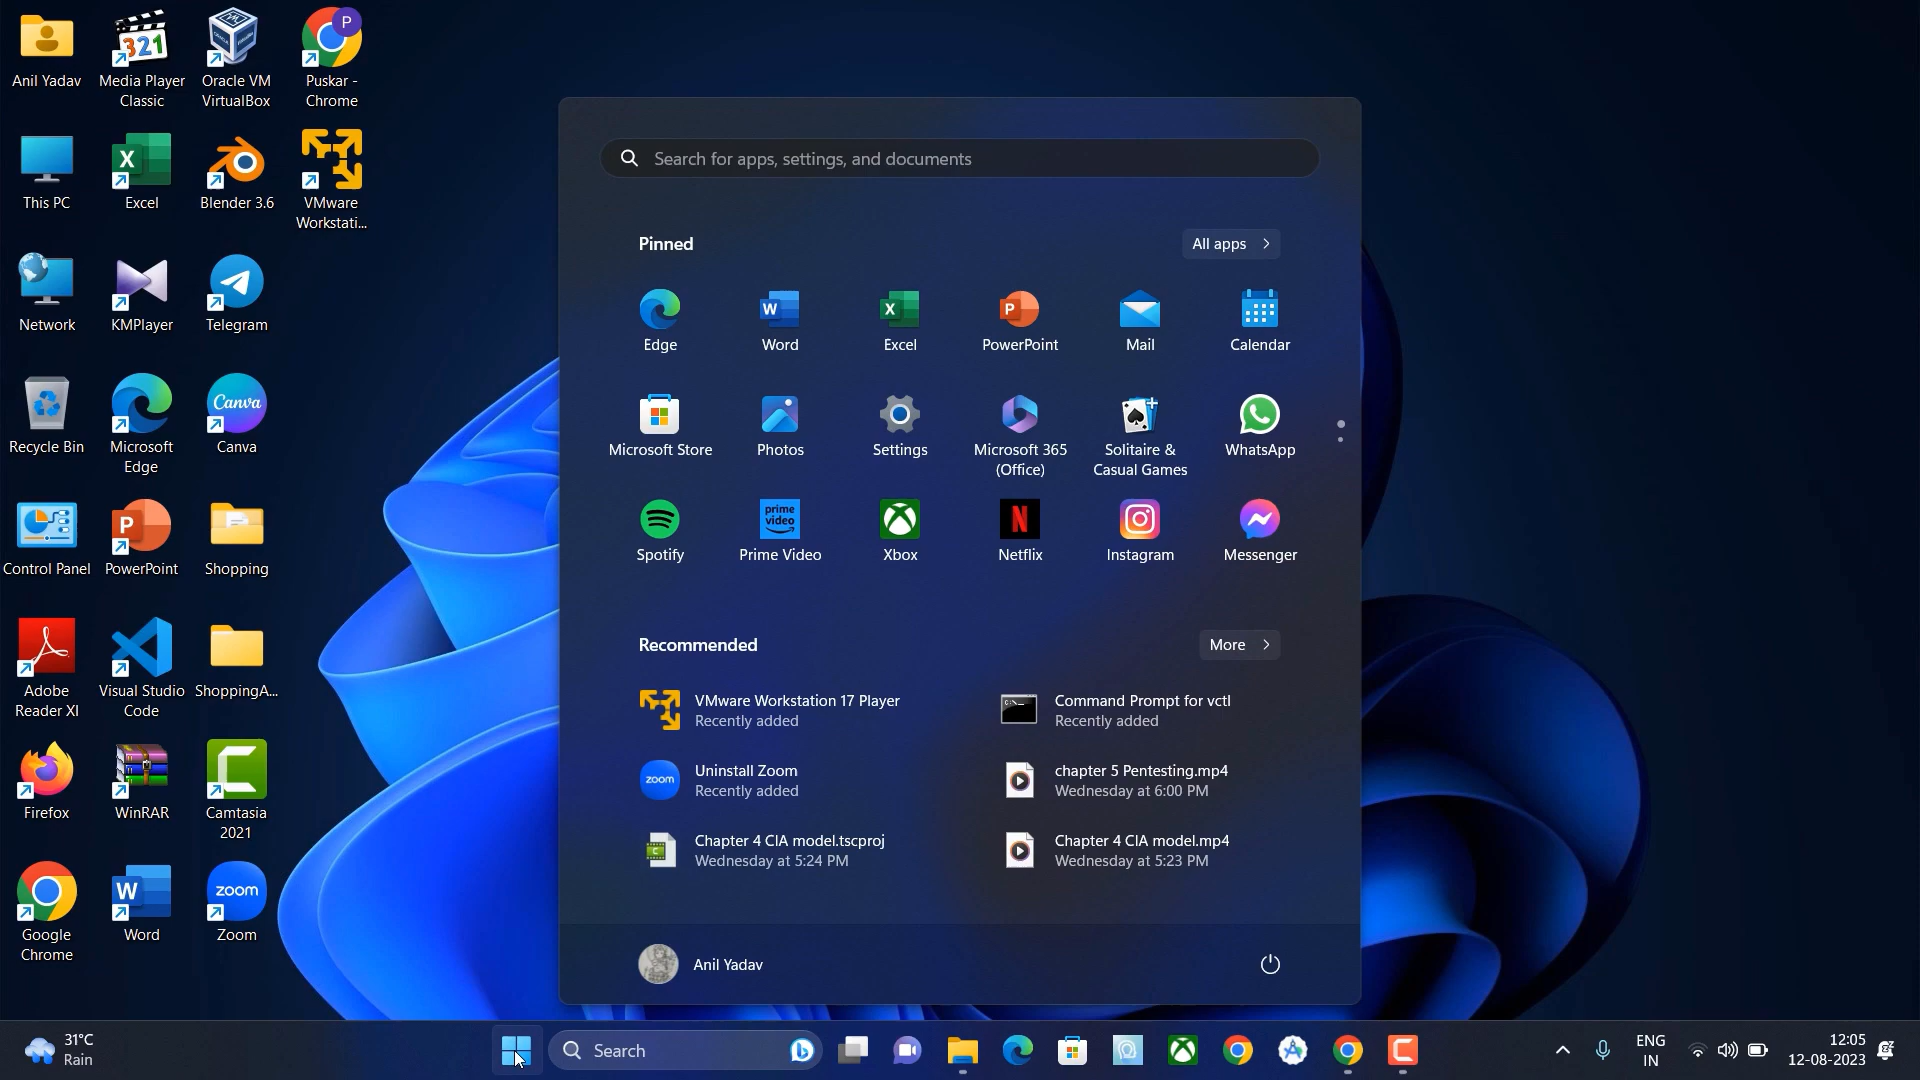 Anil Yadav
Media Player
Classic
Oracle VM
VirtualBox
Puskar -
Chrome
This PC
Excel
Blender 3.6
VMware
Workstati...
Network
KMPlayer
Telegram
Recycle Bin
Microsoft
Edge
Canva
Canva
Control Panel
PowerPoint
Shopping
Adobe
Reader XI
Visual Studio
Code
ShoppingA...
Firefox
WinRAR
Camtasia
2021
Google
Chrome
Word
zoom
Zoom
Search for apps, settings, and documents
Pinned
All apps
Edge
Word
Excel
PowerPoint
Mail
Calendar
Microsoft Store
Photos
Settings
Microsoft 365
(Office)
Solitaire &
Casual Games
WhatsApp
Spotify
prime
video
Prime Video
Xbox
N
Netflix
Instagram
Messenger
Recommended
More
VMware Workstation 17 Player
Recently added
Command Prompt for vctl
Recently added
zoom
Uninstall Zoom
Recently added
chapter 5 Pentesting.mp4
Wednesday at 6:00 PM
Chapter 4 CIA model.tscproj
Wednesday at 5:24 PM
Chapter 4 CIA model.mp4
Wednesday at 5:23 PM
Anil Yadav
31°C
Rain
Search
ENG
IN
12:05
12-08-2023